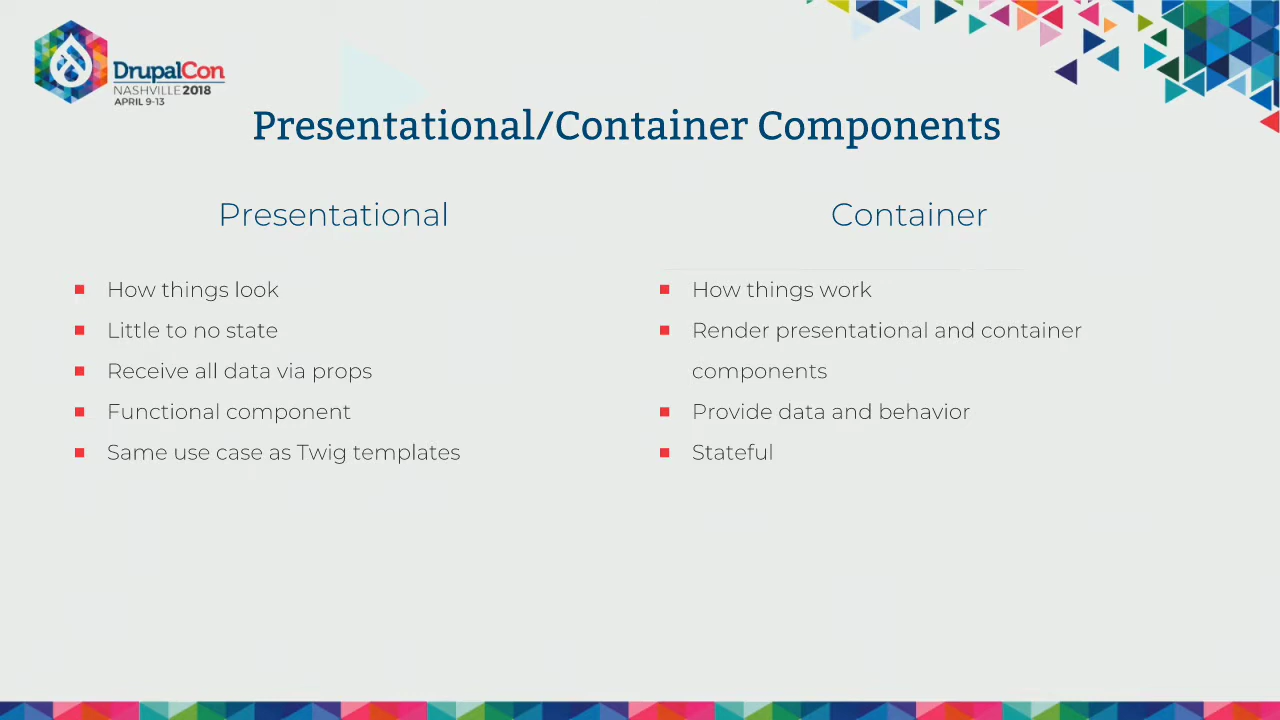 DrupalCon
NASHVILLE 2018
APRIL 9-13
Presentational/Container Components
Presentational
How things look
Little to no state
Receive all data via props
Functional component
Same use case as Twig templates
Container
How things work
Render presentational and container
components
Provide data and behavior
Stateful